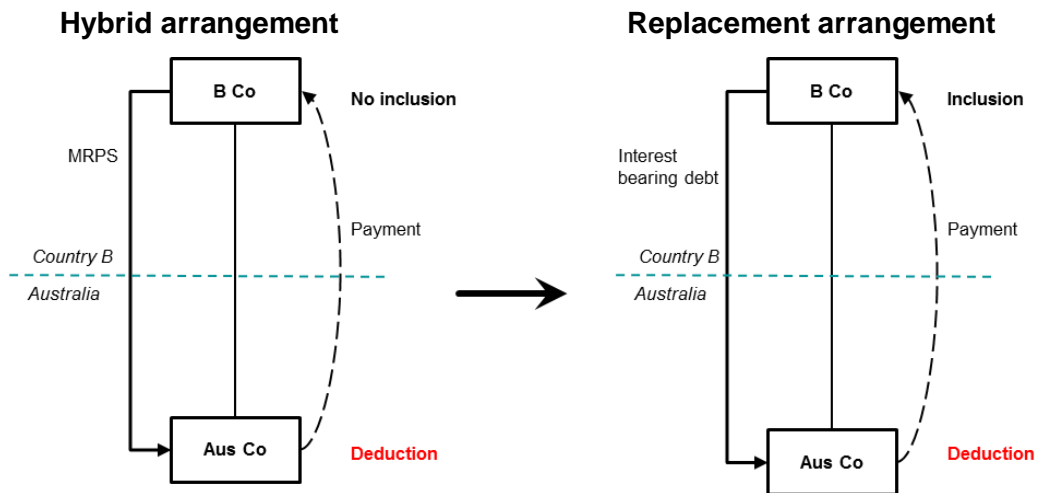 Hybrid arrangement
B Co
No inclusion
MRPS
Payment
Country B
Australia
Aus Co
Deduction
Replacement arrangement
B Co
Inclusion
Interest
bearing debt
Payment
Country B
Australia
Aus Co
Deduction